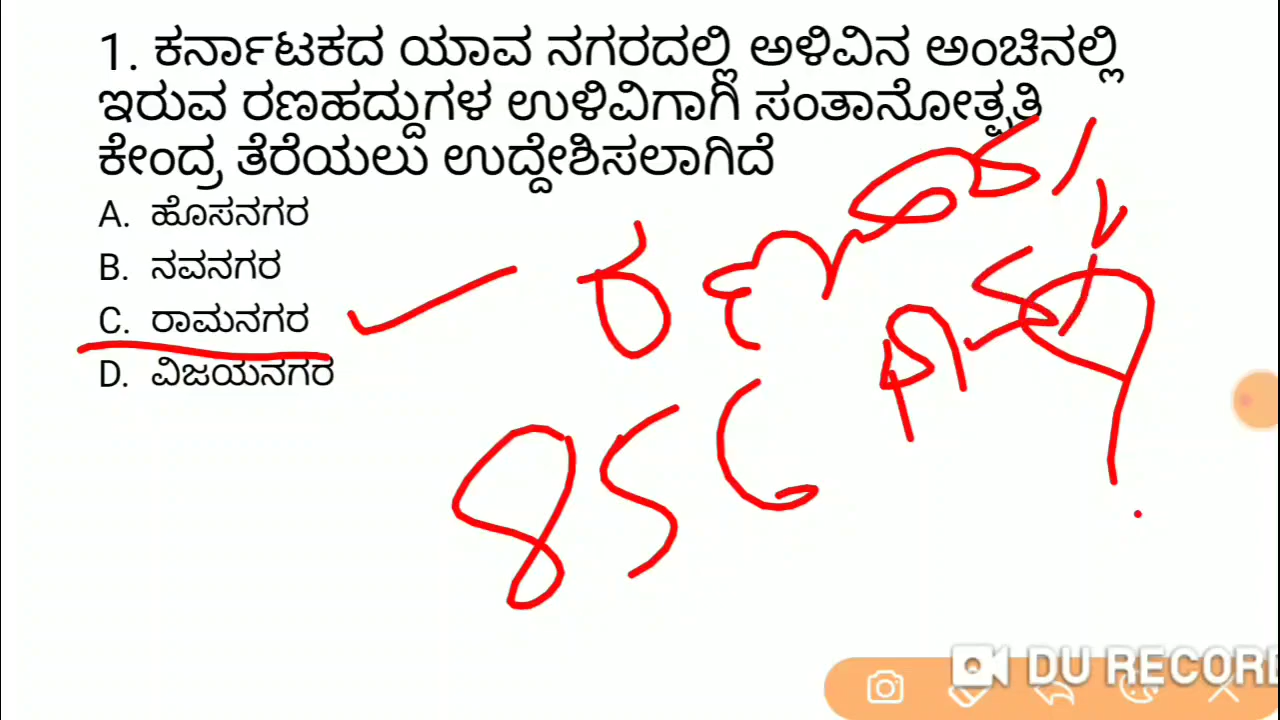 1. ಕರ್ನಾಟಕದ ಯಾವ ನಗರದಲ್ಲಿ ಅಳಿವಿನ ಅಂಚಿನಲ್ಲಿ
ಇರುವ ರಣಹದ್ದುಗಳ ಉಳಿವಿಗಾಗಿ ಸಂತಾನೋತ್ಪತ್ತಿ
ಕೇಂದ್ರ ತೆರೆಯಲು ಉದ್ದೇಶಿಸಲಾಗಿದೆ
A. ಹೊಸನಗರ
B. ನವನಗರ
C. ರಾಮನಗರ
D. ವಿಜಯನಗರ
DU RECORD